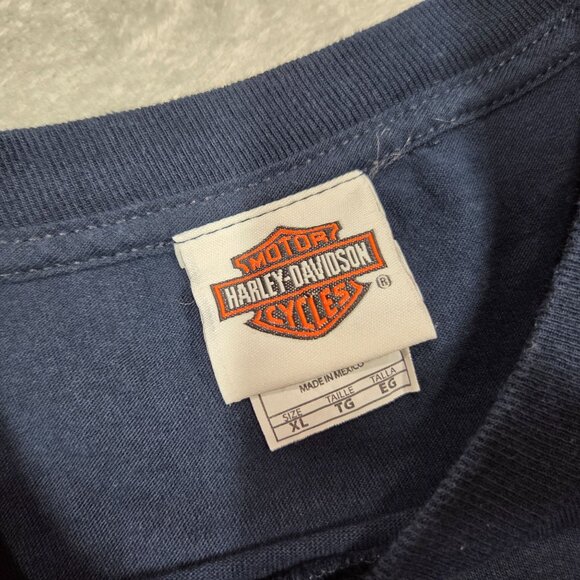 MOTOR
HARLEY-DAVIDSON
CYCLES
®
MADE IN MEXICO
SIZE TAILLE TALLA
XL TG EG